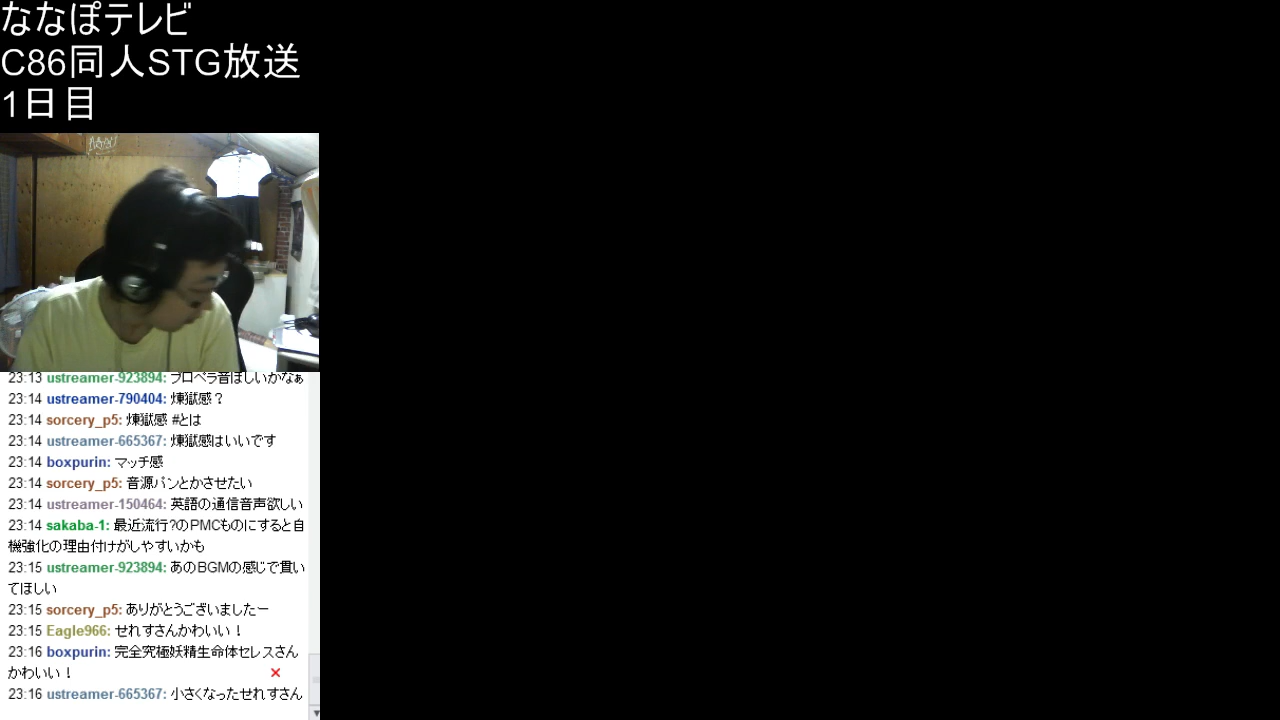 ななぽテレビ
C86同人STG放送
1日目
23:13 ustreamer-923894: プロペラ音ほしいかなぁ
23:14 ustreamer-790404: 煉獄感？
23:14 sorcery_p5: 煉獄感 #とは
23:14 ustreamer-665367: 煉獄感はいいです
23:14 boxpurin: マッチ感
23:14 sorcery_p5: 音源パンとかさせたい
23:14 ustreamer-150464: 英語の通信音声欲しい
23:14 sakaba-1: 最近流行?のPMCものにすると自
機強化の理由付けがしやすいかも
23:15 ustreamer-923894: あのBGMの感じで貫い
てほしい
23:15 sorcery_p5: ありがとうございましたー
23:15 Eagle966: せれすさんかわいい！
23:16 boxpurin: 完全究極妖精生命体セレスさん
かわいい！
23:16 ustreamer-665367: 小さくなったせれすさん